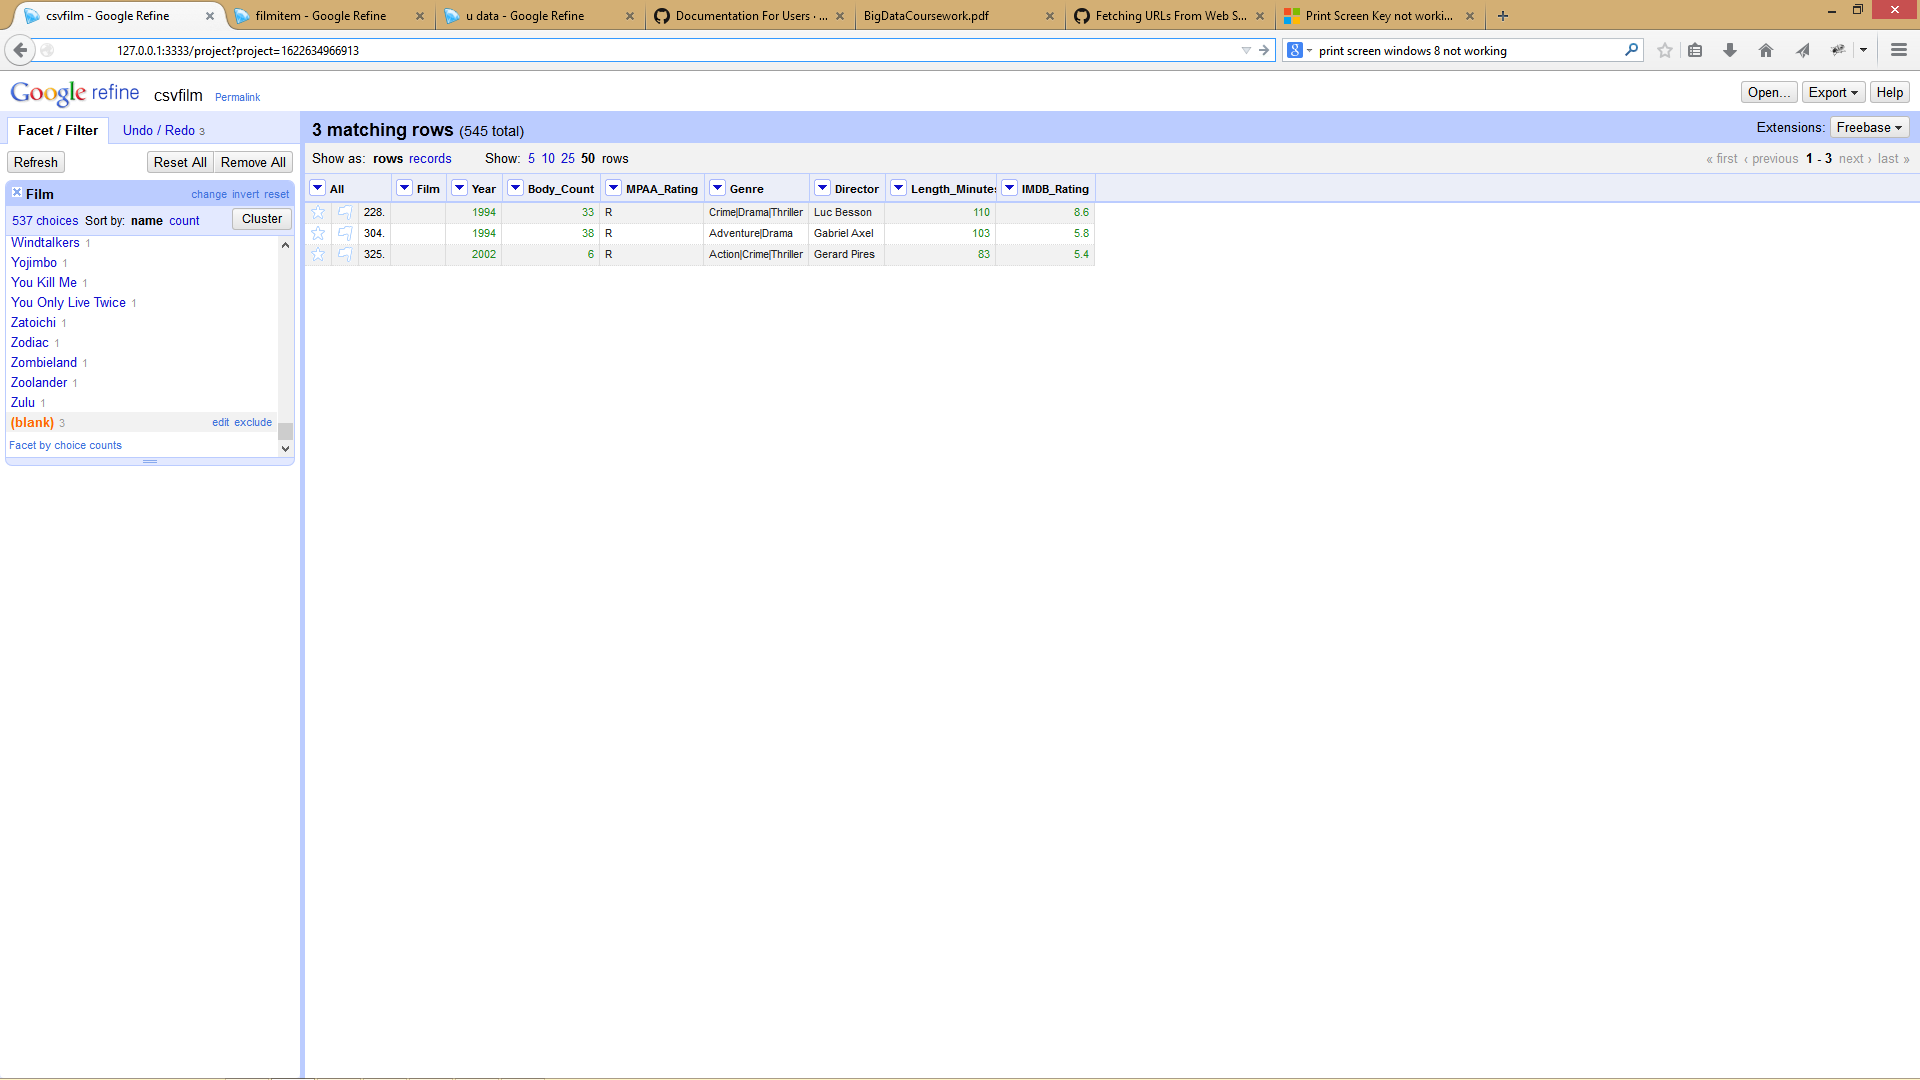 csvfilm - Google Refine
filmitem - Google Refine
u data - Google Refine
Documentation For Users · ...
BigDataCoursework.pdf
Fetching URLs From Web S...
Print Screen Key not worki...
127.0.0.1:3333/project?project=1622634966913
print screen windows 8 not working
Google refine csvfilm Permalink
Open... Export Help
Facet / Filter Undo / Redo 3
3 matching rows (545 total)
Extensions: Freebase
Refresh Reset All Remove All
Show as: rows records Show: 5 10 25 50 rows
« first ‹ previous 1 - 3 next › last »
Film change invert reset
537 choices Sort by: name count Cluster
Windtalkers 1
Yojimbo 1
You Kill Me 1
You Only Live Twice 1
Zatoichi 1
Zodiac 1
Zombieland 1
Zoolander 1
Zulu 1
(blank) 3 edit exclude
Facet by choice counts
All Film Year Body_Count MPAA_Rating Genre Director Length_Minutes IMDB_Rating
228. 1994 33 R Crime|Drama|Thriller Luc Besson 110 8.6
304. 1994 38 R Adventure|Drama Gabriel Axel 103 5.8
325. 2002 6 R Action|Crime|Thriller Gerard Pires 83 5.4